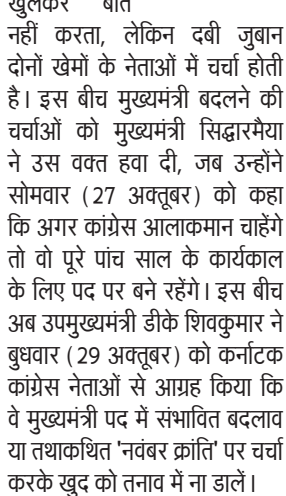 खुलकर बात
नहीं करता, लेकिन दबी जुबान
दोनों खेमों के नेताओं में चर्चा होती
है। इस बीच मुख्यमंत्री बदलने की
चर्चाओं को मुख्यमंत्री सिद्धारमैया
ने उस वक्त हवा दी, जब उन्होंने
सोमवार (27 अक्तूबर) को कहा
कि अगर कांग्रेस आलाकमान चाहेंगे
तो वो पूरे पांच साल के कार्यकाल
के लिए पद पर बने रहेंगे। इस बीच
अब उपमुख्यमंत्री डीके शिवकुमार ने
बुधवार (29 अक्तूबर) को कर्नाटक
कांग्रेस नेताओं से आग्रह किया कि
वे मुख्यमंत्री पद में संभावित बदलाव
या तथाकथित 'नवंबर क्रांति' पर चर्चा
करके खुद को तनाव में ना डालें।